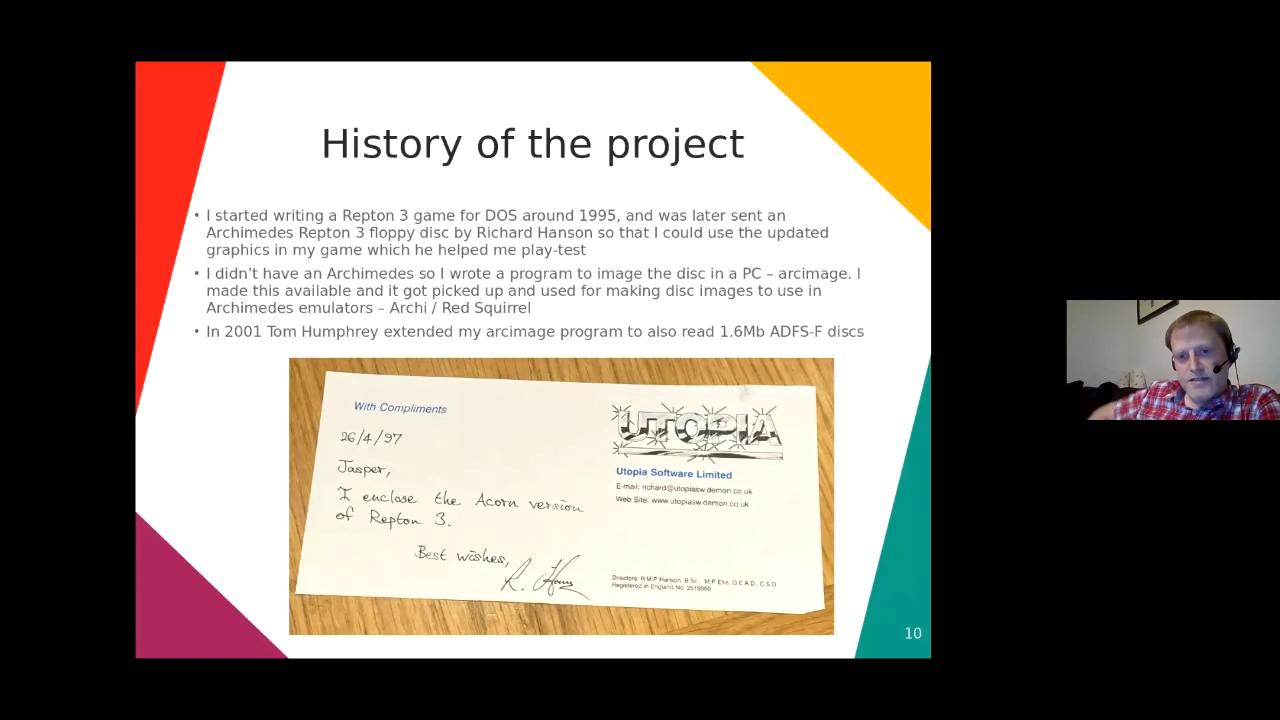 History of the project
• I started writing a Repton 3 game for DOS around 1995, and was later sent an
Archimedes Repton 3 floppy disc by Richard Hanson so that I could use the updated
graphics in my game which he helped me play-test
• I didn’t have an Archimedes so I wrote a program to image the disc in a PC – arcimage. I
made this available and it got picked up and used for making disc images to use in
Archimedes emulators – Archi / Red Squirrel
• In 2001 Tom Humphrey extended my arcimage program to also read 1.6Mb ADFS-F discs
With Compliments
26/4/97
Jasper,
I enclose the Acorn version
of Repton 3.
Best wishes,
UTOPIA
Utopia Software Limited
E-mail: richard@utopiasw.demon.co.uk
Web Site: www.utopiasw.demon.co.uk
Directors: R.M.P. Hanson, B.Sc., M.P. Ellis, G.E.A.D., C.S.D.
Registered in England No. 2519960
10